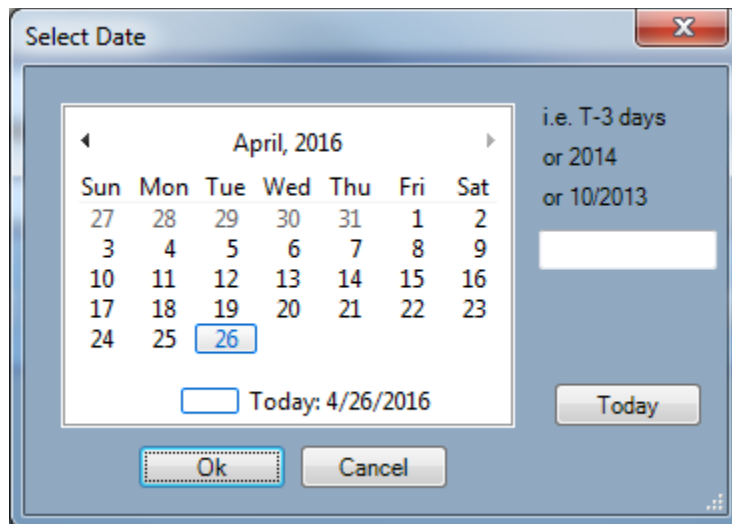 Select Date
April, 2016
Sun Mon Tue Wed Thu Fri Sat
27 28 29 30 31 1 2
3 4 5 6 7 8 9
10 11 12 13 14 15 16
17 18 19 20 21 22 23
24 25 26
Today: 4/26/2016
i.e. T-3 days
or 2014
or 10/2013
Today
Ok Cancel